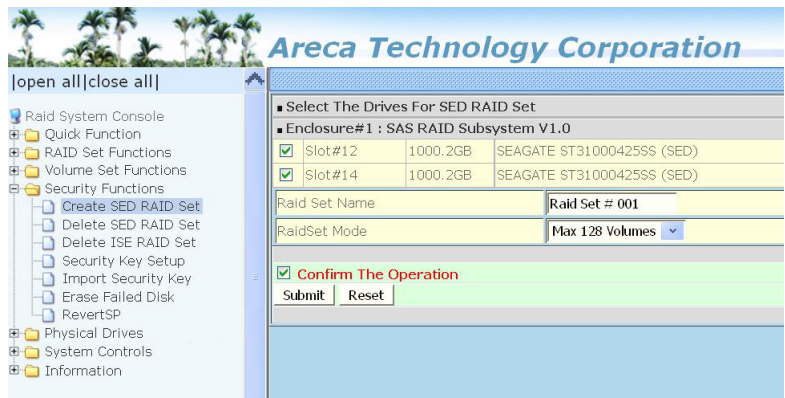 Areca Technology Corporation
|open all|close all|
Raid System Console
Quick Function
RAID Set Functions
Volume Set Functions
Security Functions
Create SED RAID Set
Delete SED RAID Set
Delete ISE RAID Set
Security Key Setup
Import Security Key
Erase Failed Disk
RevertSP
Physical Drives
System Controls
Information
Select The Drives For SED RAID Set
Enclosure#1 : SAS RAID Subsystem V1.0
Slot#12 1000.2GB SEAGATE ST31000425SS (SED)
Slot#14 1000.2GB SEAGATE ST31000425SS (SED)
Raid Set Name Raid Set # 001
RaidSet Mode Max 128 Volumes
Confirm The Operation
Submit Reset